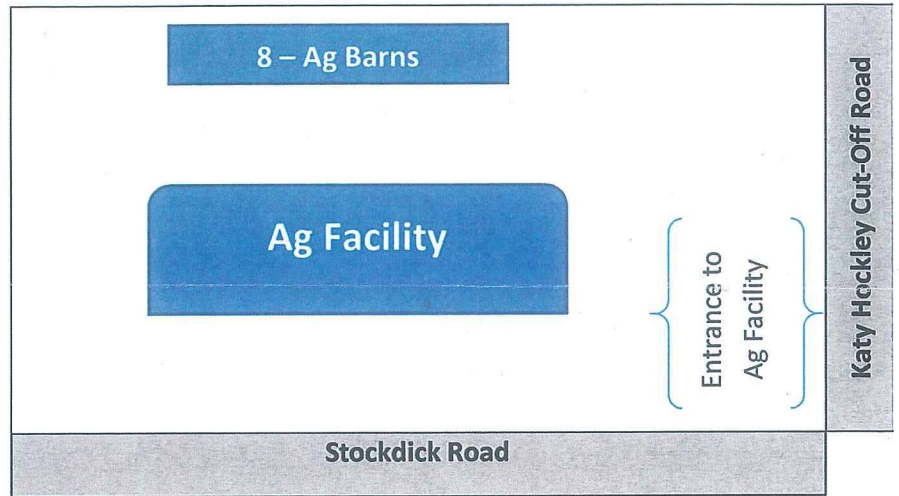 8 – Ag Barns
Ag Facility
Entrance to
Ag Facility
Katy Hockley Cut-Off Road
Stockdick Road